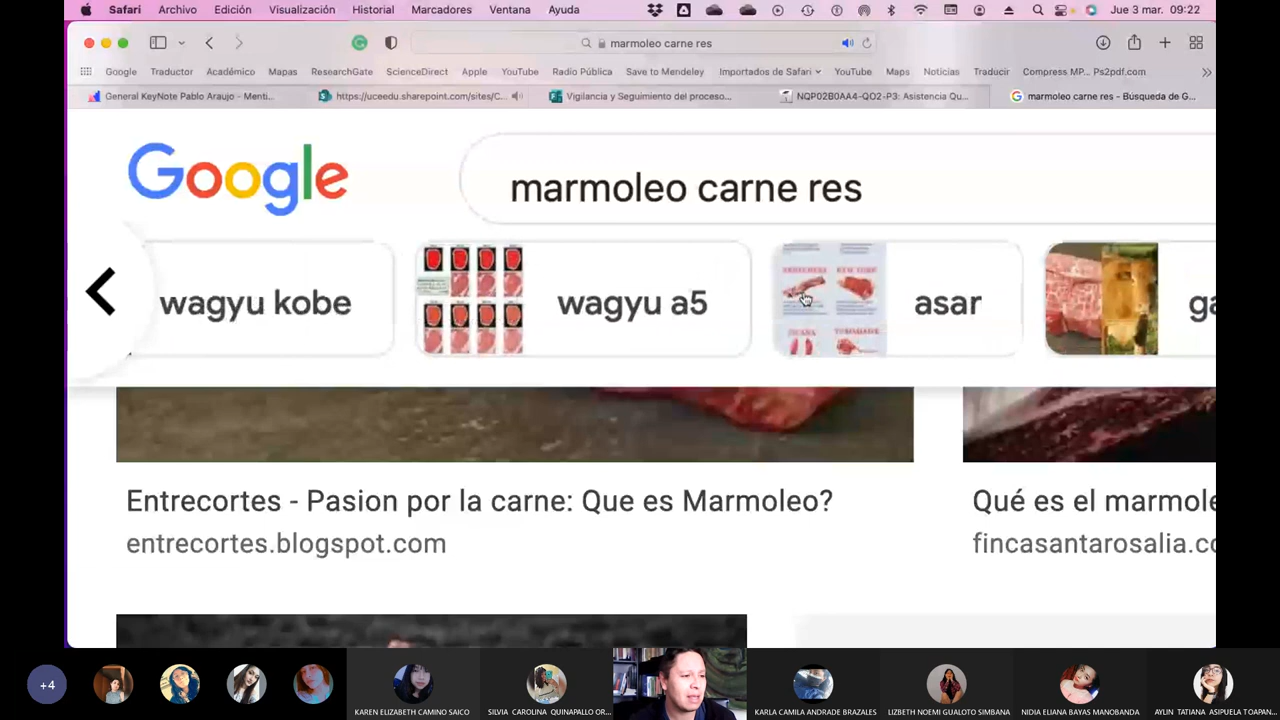 Safari Archivo Edición Visualización Historial Marcadores Ventana Ayuda Jue 3 mar. 09:22
marmoleo carne res
Google Traductor Académico Mapas ResearchGate ScienceDirect Apple YouTube Radio Pública Save to Mendeley Importados de Safari YouTube Maps Noticias Traducir Compress MP... Ps2pdf.com
General KeyNote Pablo Araujo - Menti... https://uceedu.sharepoint.com/sites/C... Vigilancia y Seguimiento del proceso... NQP02B0AA4-QO2-P3: Asistencia Qu... marmoleo carne res - Búsqueda de G...
Google marmoleo carne res
wagyu kobe wagyu a5 asar ga
NEW YORK
PICANA
Entrecortes - Pasion por la carne: Que es Marmoleo? Qué es el marmole
entrecortes.blogspot.com fincasantarosalia.co
+4 KAREN ELIZABETH CAMINO SAICO SILVIA CAROLINA QUINAPALLO OR... KARLA CAMILA ANDRADE BRAZALES LIZBETH NOEMI GUALOTO SIMBANA NIDIA ELIANA BAYAS MANOBANDA AYLIN TATIANA ASIPUELA TOAPAN...